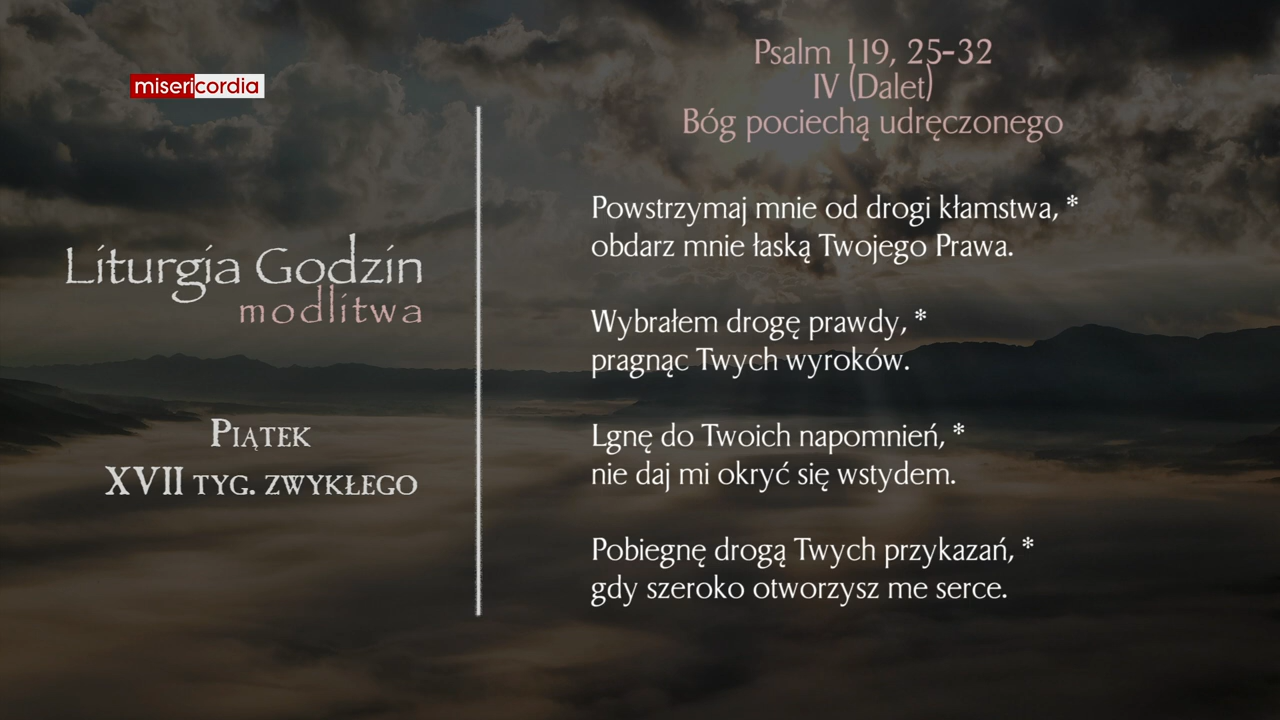 misericordia
Liturgia Godzin
modlitwa
Piątek
XVII tyg. zwykłego
Psalm 119, 25-32
IV (Dalet)
Bóg pociechą udręczonego
Powstrzymaj mnie od drogi kłamstwa, *
obdarz mnie łaską Twojego Prawa.
Wybrałem drogę prawdy, *
pragnąc Twych wyroków.
Lgnę do Twoich napomnień, *
nie daj mi okryć się wstydem.
Pobiegnę drogą Twych przykazań, *
gdy szeroko otworzysz me serce.